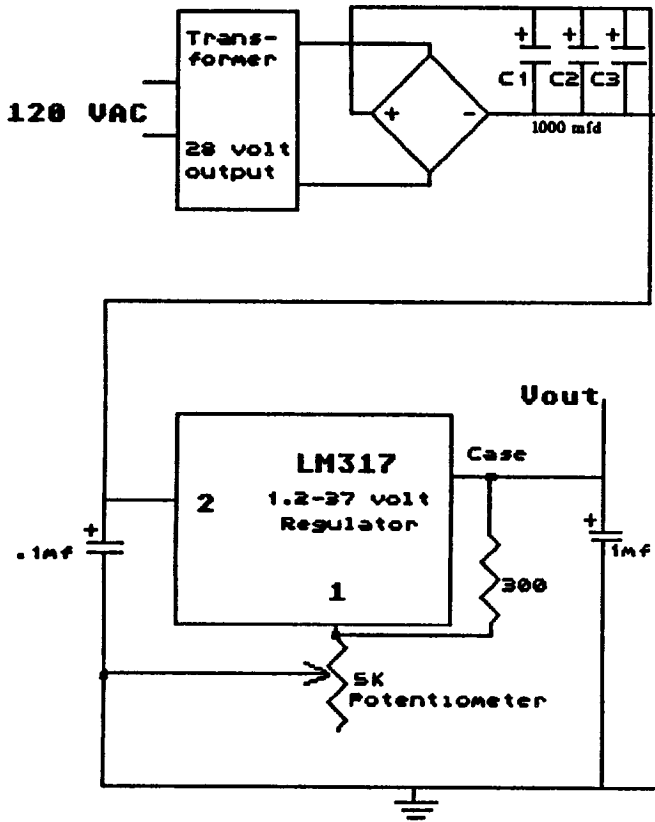 Trans-
former
120 VAC
28 volt
output
+ -
+ + +
C1 C2 C3
1000 mfd
Vout
Case
LM317
2
1.2-37 volt
Regulator
+
.1mf
+
1mf
1
300
5K
Potentiometer